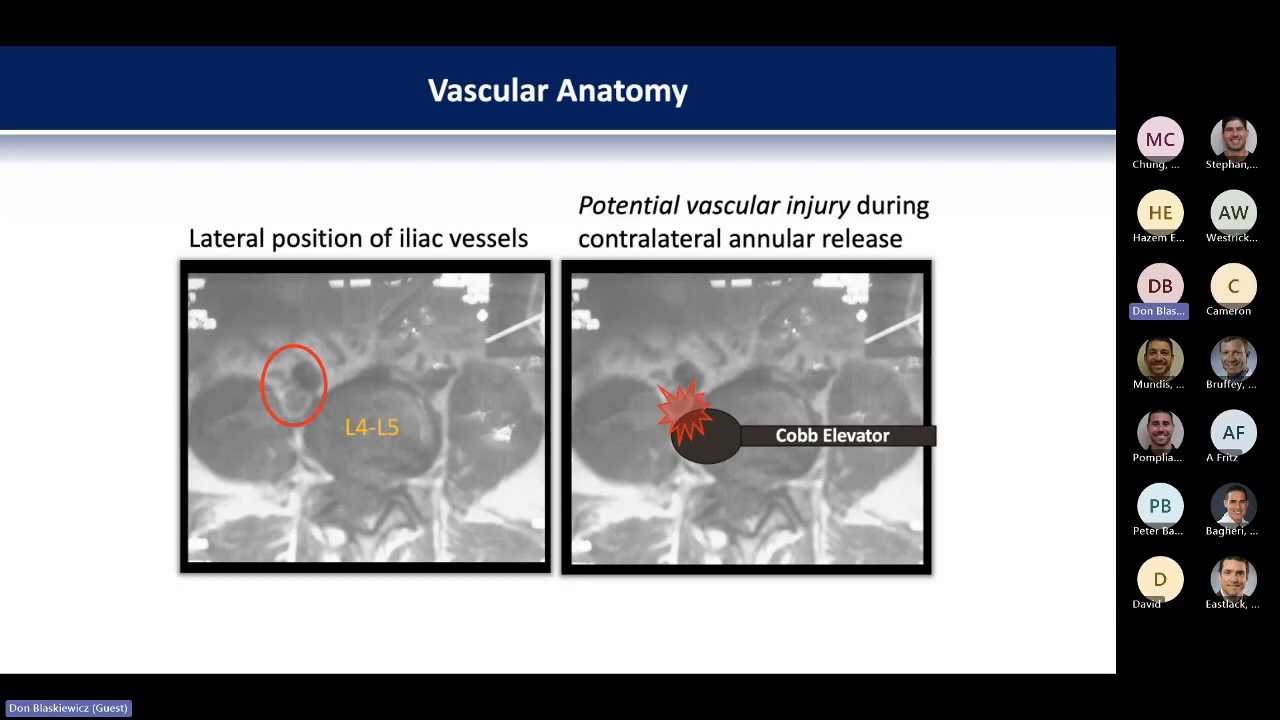 Vascular Anatomy
Lateral position of iliac vessels
Potential vascular injury during
contralateral annular release
L4-L5
Cobb Elevator
MC
Chung, ...
Stephan,...
HE
Hazem E...
AW
Westrick...
DB
Don Blas...
C
Cameron
Mundis, ...
Bruffey, ...
Pomplia...
AF
A Fritz
PB
Peter Ba...
Bagheri, ...
D
David
Eastlack, ...
Don Blaskiewicz (Guest)